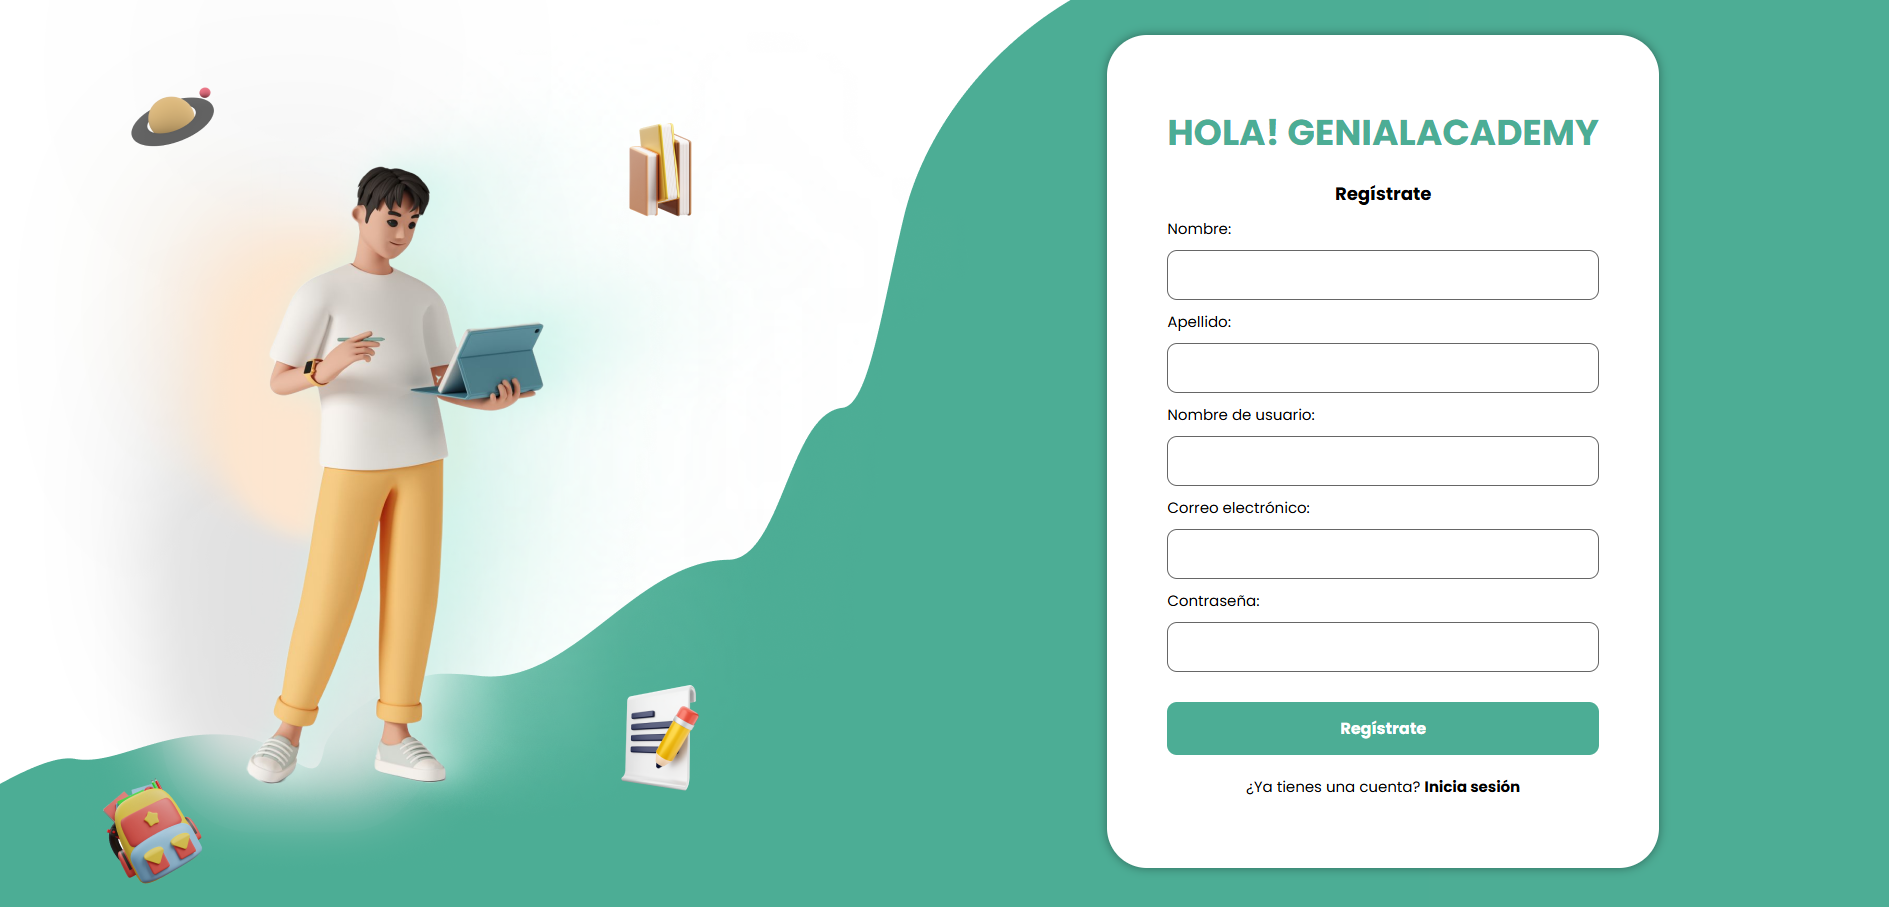 HOLA! GENIALACADEMY
Regístrate
Nombre:
Apellido:
Nombre de usuario:
Correo electrónico:
Contraseña:
Regístrate
¿Ya tienes una cuenta? Inicia sesión